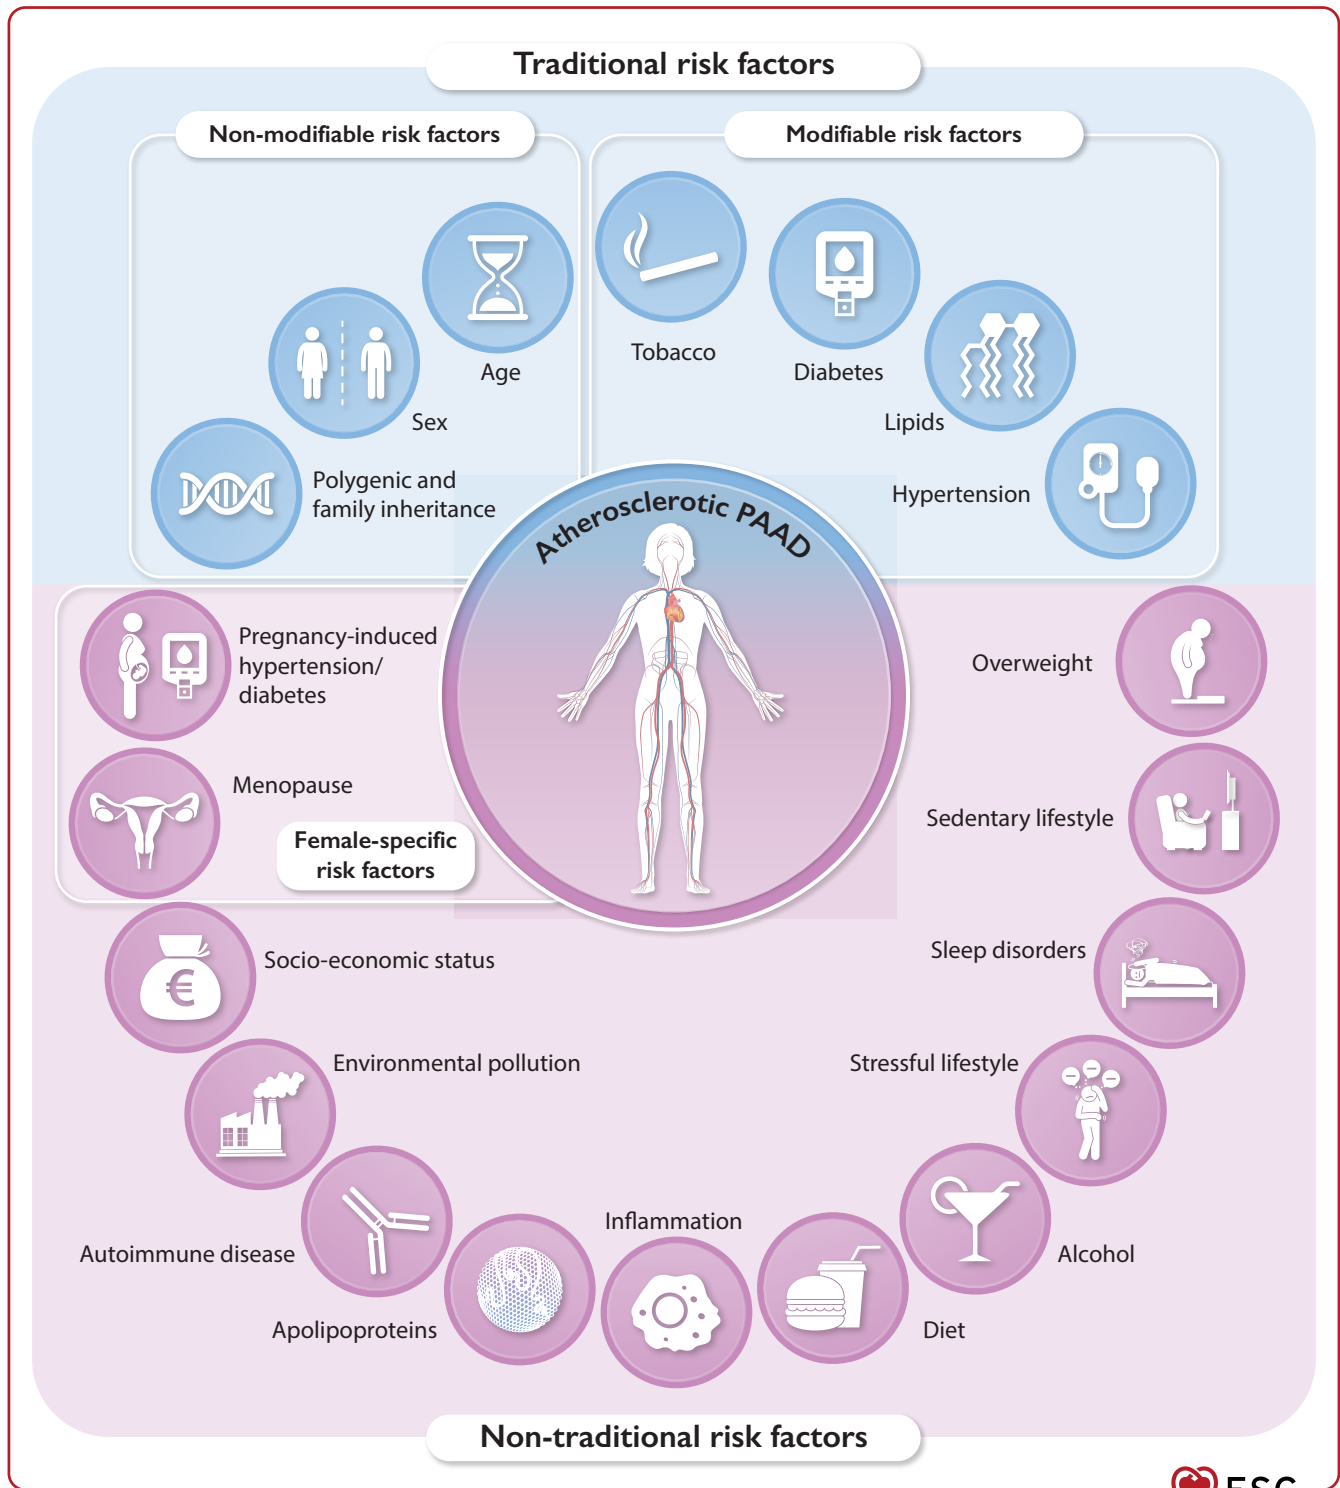 Traditional risk factors
Non-modifiable risk factors
Modifiable risk factors
Age
Sex
Polygenic and
family inheritance
Tobacco
Diabetes
Lipids
Hypertension
Atherosclerotic PAAD
Pregnancy-induced
hypertension/
diabetes
Menopause
Female-specific
risk factors
Overweight
Sedentary lifestyle
Sleep disorders
Stressful lifestyle
Alcohol
Diet
Inflammation
Apolipoproteins
Autoimmune disease
Environmental pollution
Socio-economic status
€
Non-traditional risk factors
ESC